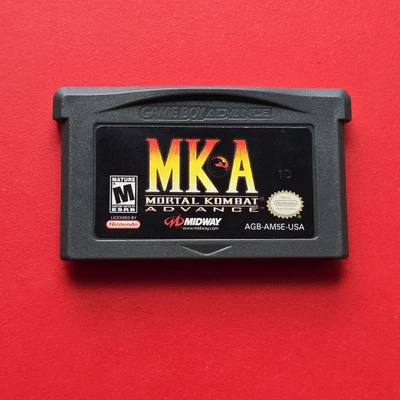 GAME BOY ADVANCE
MK A
MORTAL KOMBAT
ADVANCE
MATURE
M
ESRB
LICENSED BY
Nintendo
MIDWAY
www.midway.com
AGB-AM5E-USA